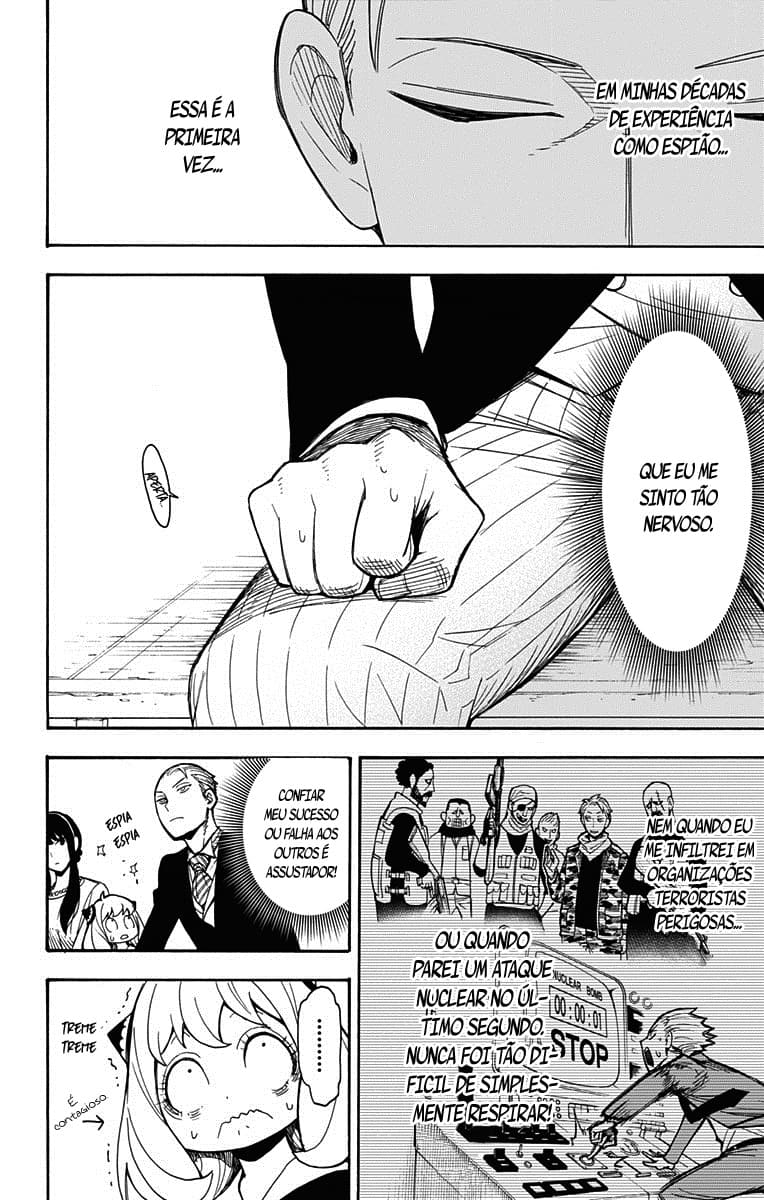 EM MINHAS DÉCADAS
DE EXPERIÊNCIA
COMO ESPIÃO...
ESSA É A
PRIMEIRA
VEZ...
QUE EU ME
SINTO TÃO
NERVOSO.
APERTA..
NEM QUANDO EU
ME INFILTREI EM
ORGANIZAÇÕES
TERRORISTAS
PERIGOSAS...
OU QUANDO
PAREI UM ATAQUE
NUCLEAR NO ÚL-
TIMO SEGUNDO.
NUNCA FOI TÃO DI-
FICIL DE SIMPLES-
MENTE RESPIRAR!
NUCLEAR BOMB
00:00:01
STOP
CONFIAR
MEU SUCESSO
OU FALHA AOS
OUTROS É
ASSUSTADOR!
ESPIA
ESPIA
.........
TREME
TREME
É
contagioso